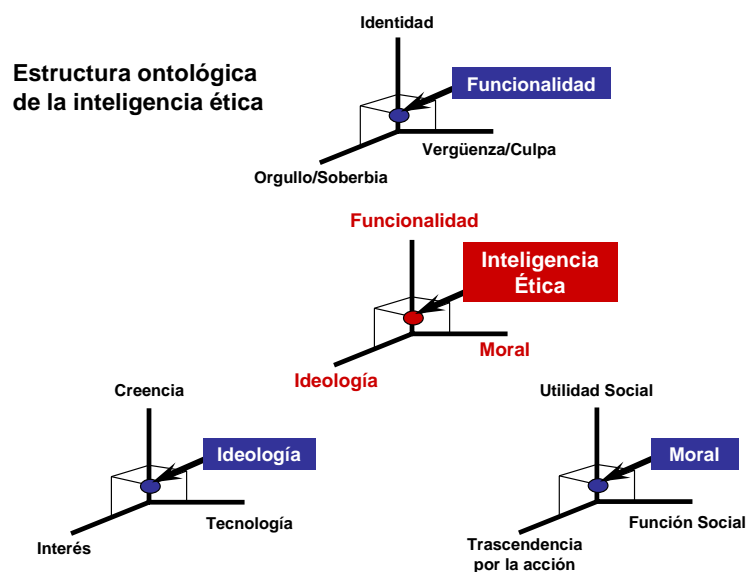 Identidad
Estructura ontológica
de la inteligencia ética
Funcionalidad
Vergüenza/Culpa
Orgullo/Soberbia
Funcionalidad
Inteligencia
Ética
Moral
Ideología
Creencia
Utilidad Social
Ideología
Moral
Tecnología
Función Social
Interés
Trascendencia
por la acción